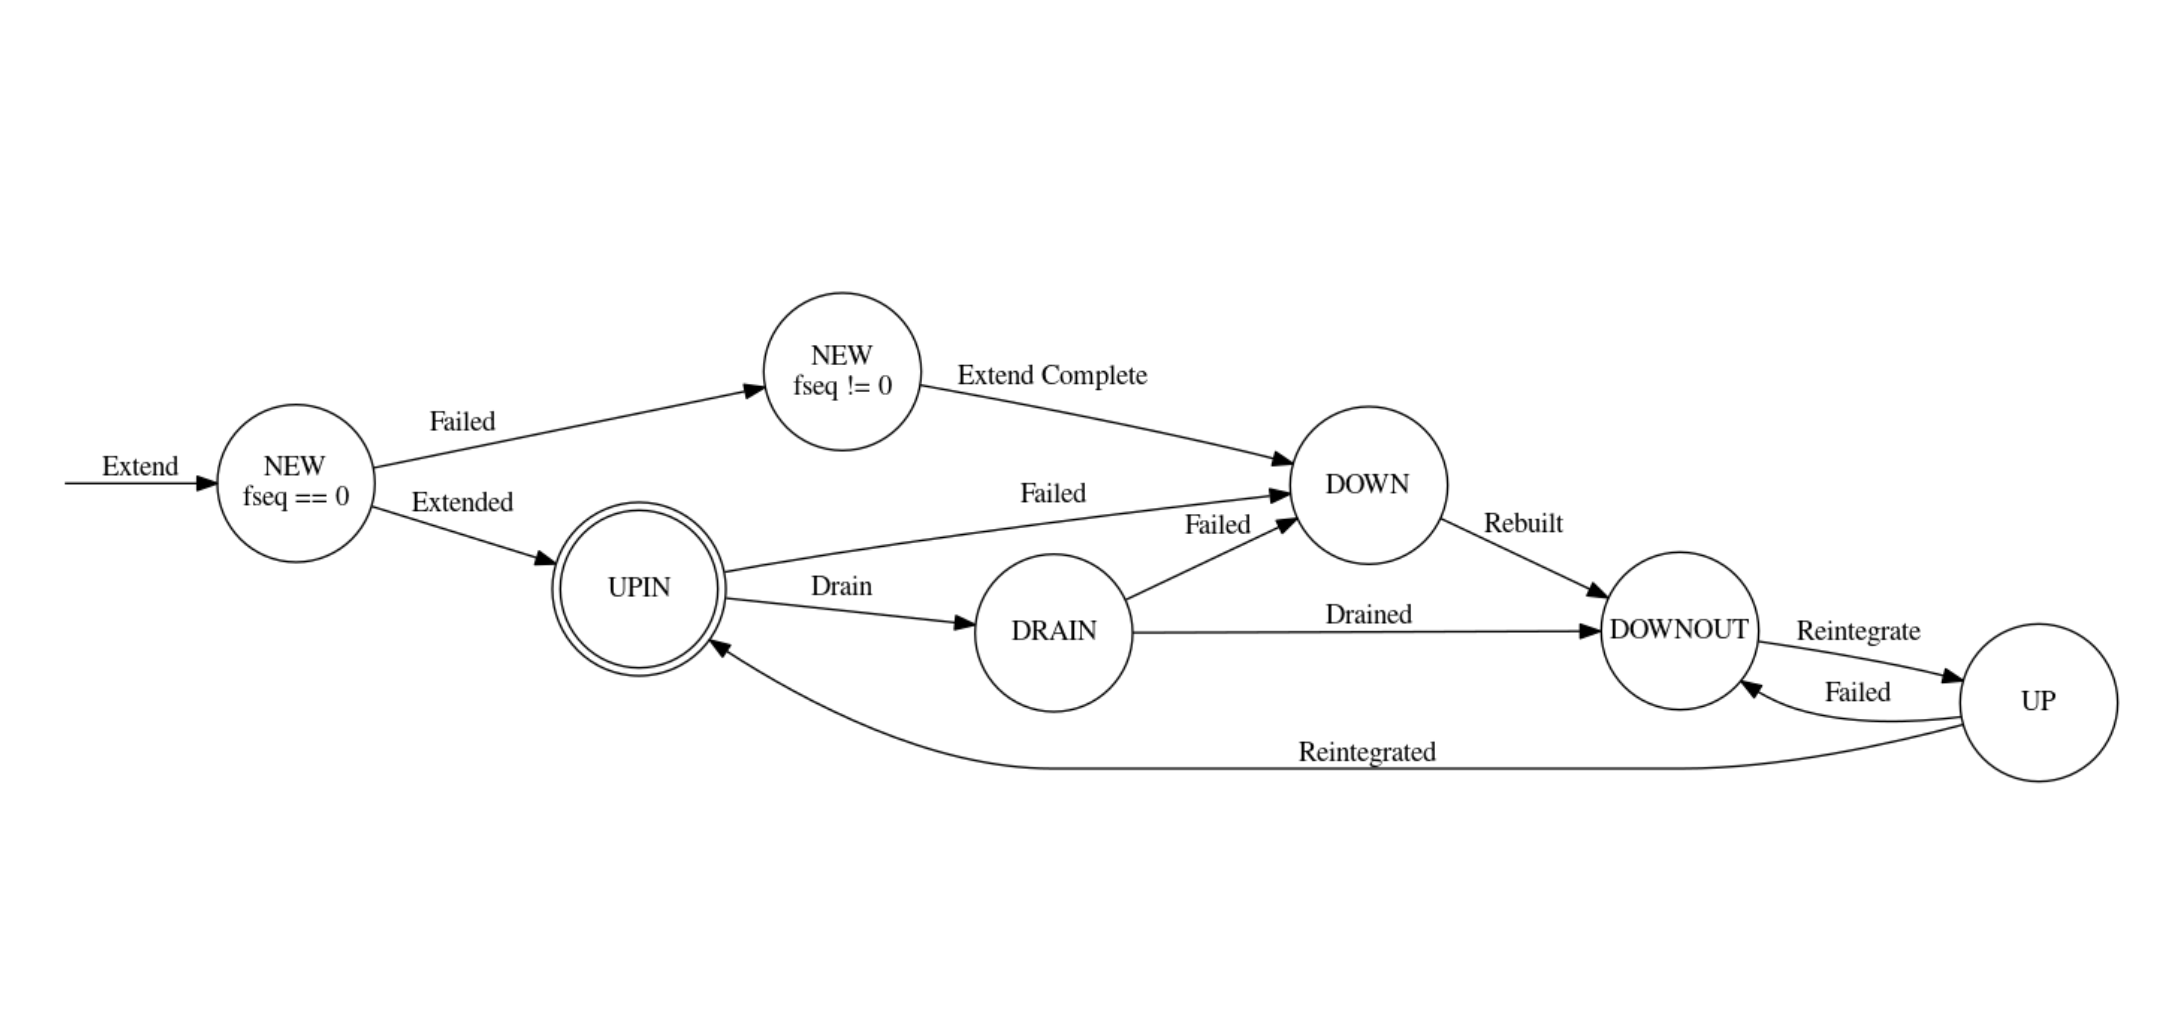 Extend
NEW
fseq == 0
Failed
Extended
NEW
fseq != 0
Extend Complete
UPIN
Failed
Drain
DRAIN
Failed
Drained
DOWN
Rebuilt
DOWNOUT
Reintegrate
Failed
UP
Reintegrated